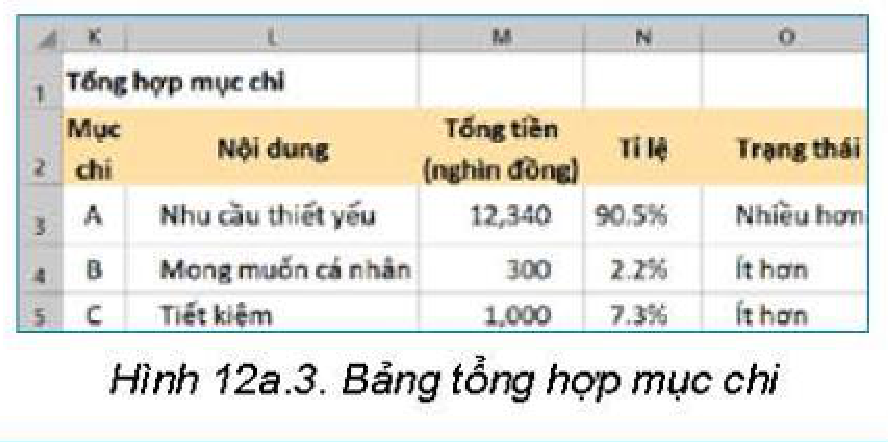 K L M N O
1 Tổng hợp mục chi
2 Mục chi Nội dung Tổng tiền (nghìn đồng) Tỉ lệ Trạng thái
3 A Nhu cầu thiết yếu 12,340 90.5% Nhiều hơn
4 B Mong muốn cá nhân 300 2.2% Ít hơn
5 C Tiết kiệm 1,000 7.3% Ít hơn
Hình 12a.3. Bảng tổng hợp mục chi